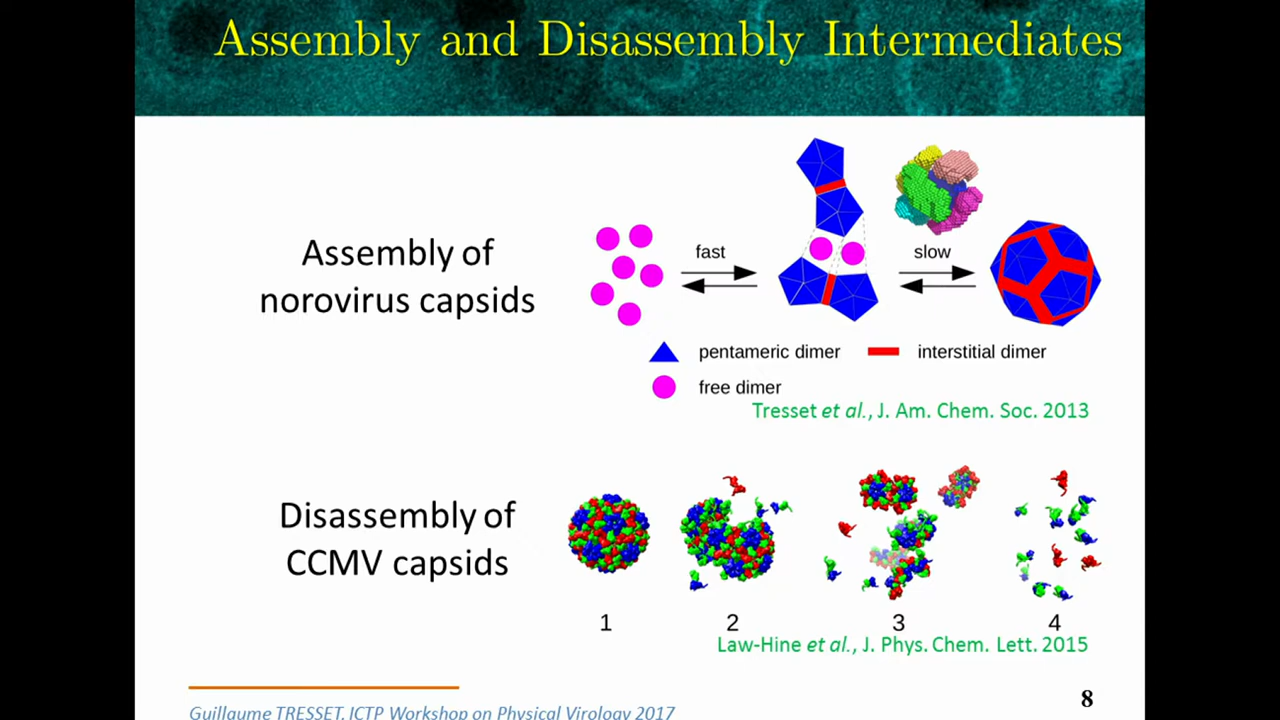 Assembly and Disassembly Intermediates
Assembly of
norovirus capsids
fast
slow
pentameric dimer
interstitial dimer
free dimer
Tresset et al., J. Am. Chem. Soc. 2013
Disassembly of
CCMV capsids
1
2
3
4
Law-Hine et al., J. Phys. Chem. Lett. 2015
Guillaume TRESSET, ICTP Workshop on Physical Virology 2017
8